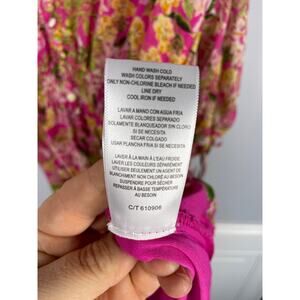 HAND WASH COLD
WASH COLORS SEPARATELY
ONLY NON-CHLORINE BLEACH IF NEEDED
LINE DRY
COOL IRON IF NEEDED
LAVAR A MANO CON AGUA FRIA
LAVAR COLORES SEPARADO
SOLAMENTE BLANQUEADOR SIN CLORO
SI SE NECESITA
SECAR COLGADO
USAR PLANCHA FRIA SI SE NECESITA
LAVER À LA MAIN À L'EAU FROIDE
LAVER LES COULEURS SÉPARÉMENT
UTILISER SEULEMENT UN AGENT DE
BLANCHIMENT NON CHLORÉ AU BESOIN
SUSPENDRE POUR SÉCHER
REPASSER À BASSE TEMPÉRATURE
AU BESOIN
C/T 610906